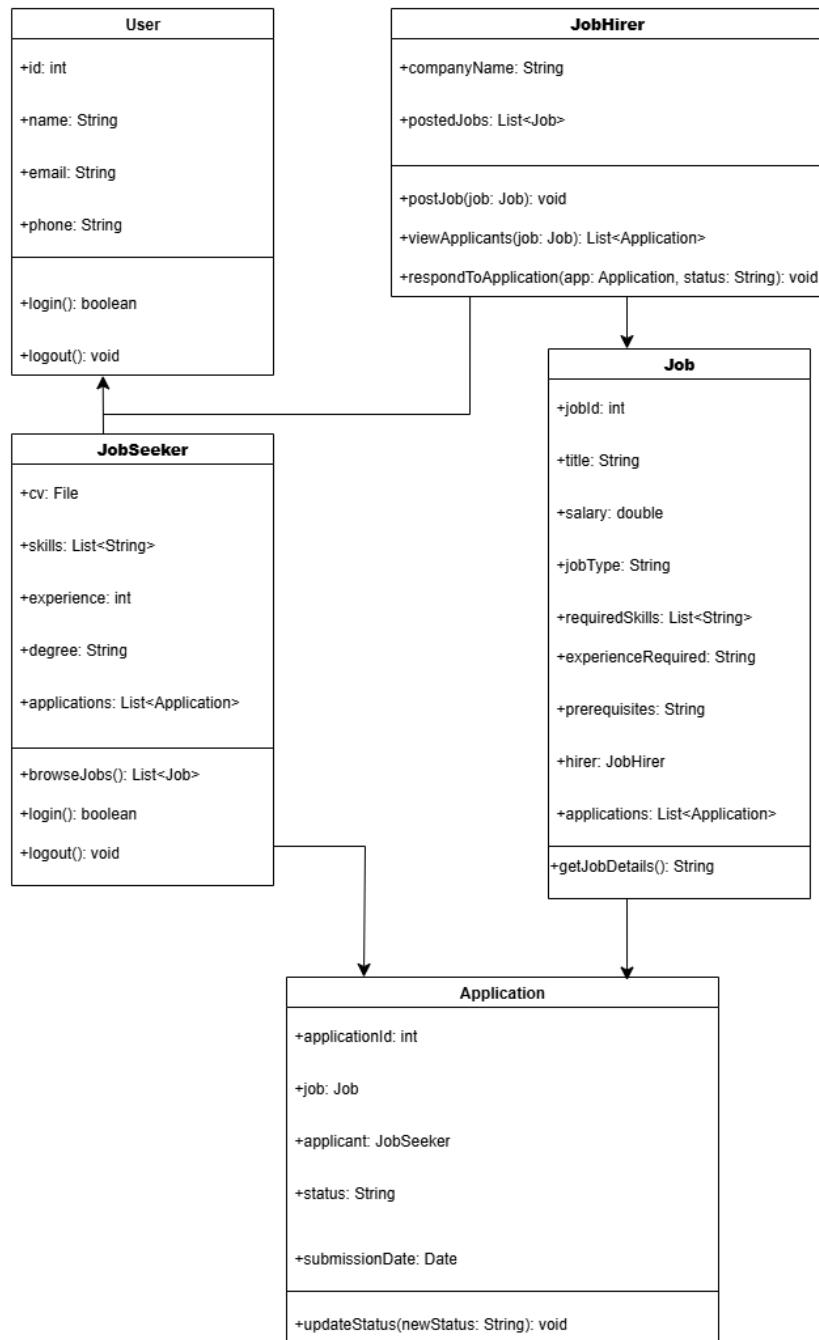 User
+id: int
+name: String
+email: String
+phone: String
+login(): boolean
+logout(): void
JobHirer
+companyName: String
+postedJobs: List<Job>
+postJob(job: Job): void
+viewApplicants(job: Job): List<Application>
+respondToApplication(app: Application, status: String): void
JobSeeker
+cv: File
+skills: List<String>
+experience: int
+degree: String
+applications: List<Application>
+browseJobs(): List<Job>
+login(): boolean
+logout(): void
Job
+jobId: int
+title: String
+salary: double
+jobType: String
+requiredSkills: List<String>
+experienceRequired: String
+prerequisites: String
+hirer: JobHirer
+applications: List<Application>
+getJobDetails(): String
Application
+applicationId: int
+job: Job
+applicant: JobSeeker
+status: String
+submissionDate: Date
+updateStatus(newStatus: String): void